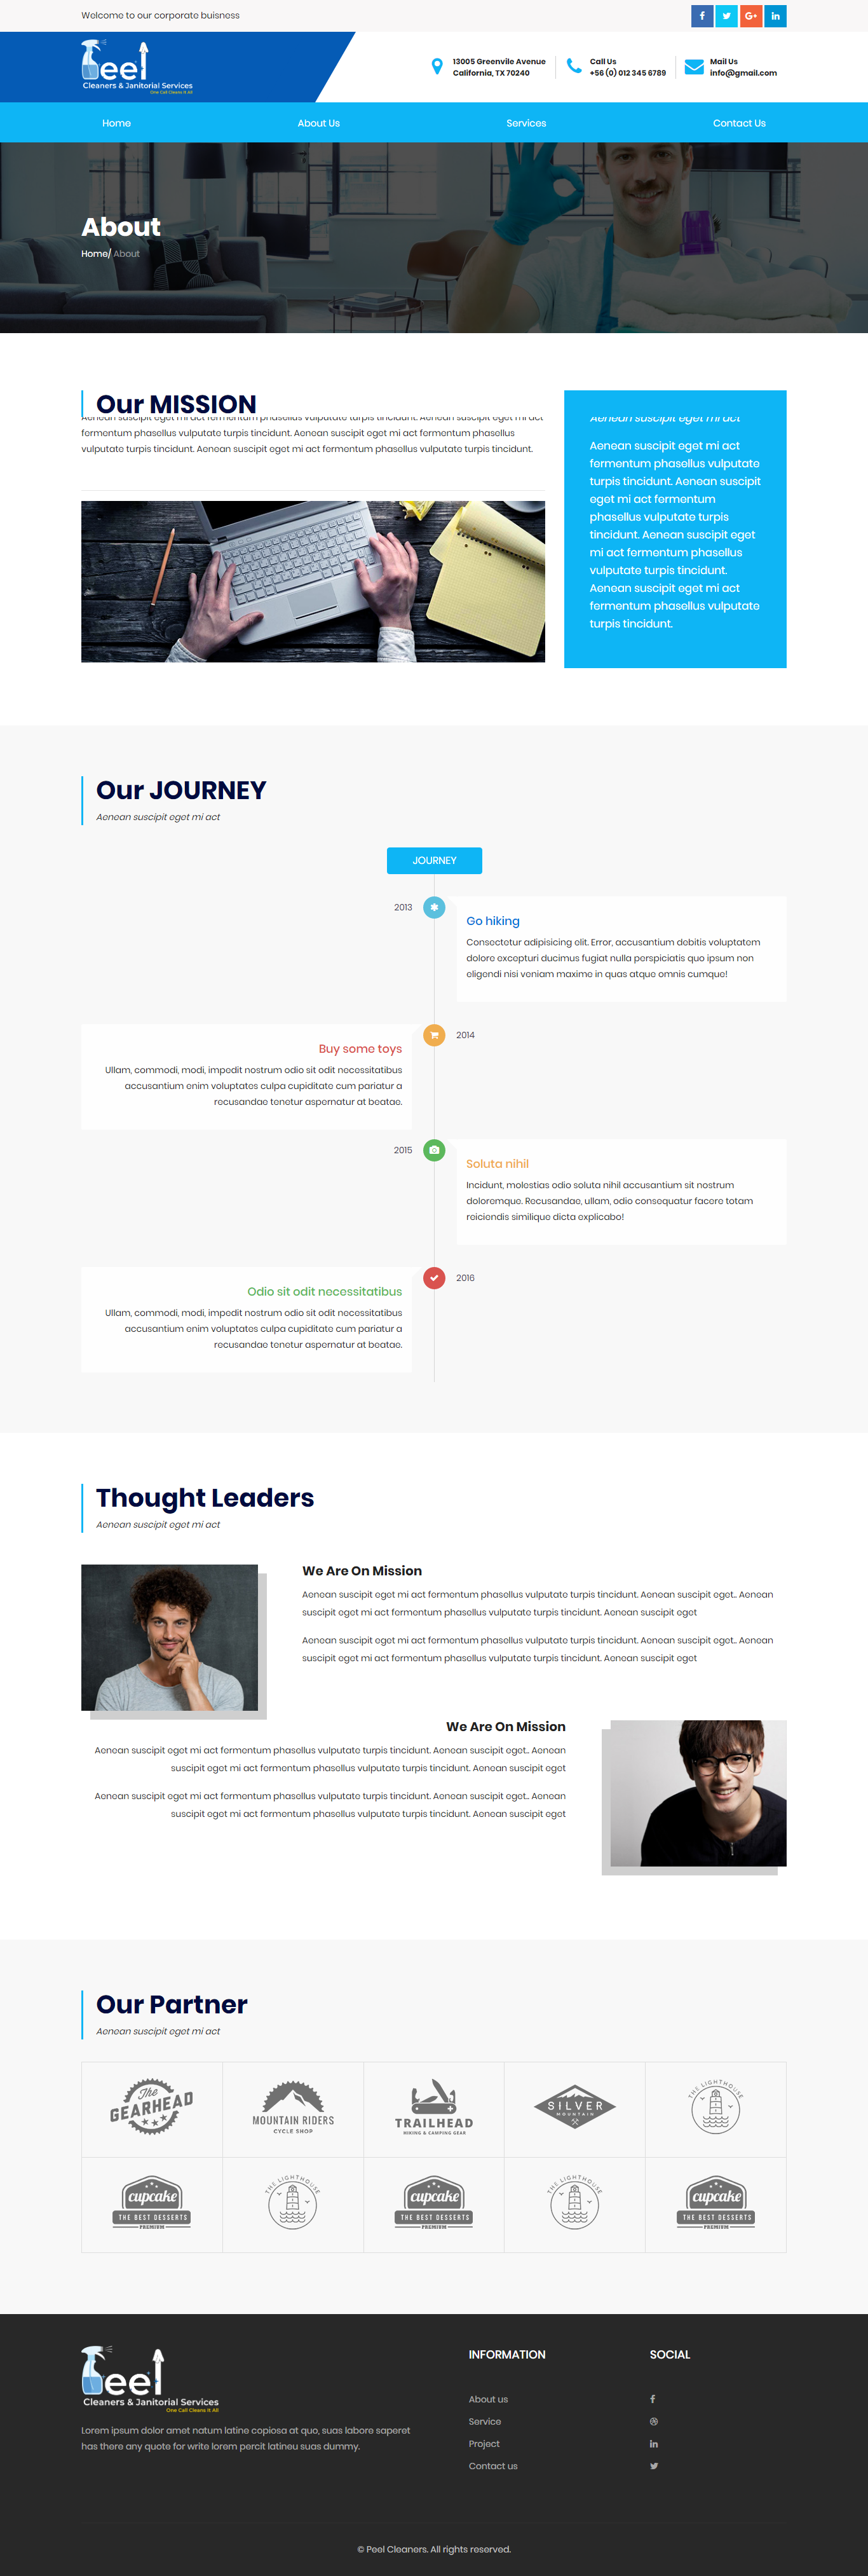 Welcome to our corporate buisness
eel
Cleaners & Janitorial Services
One Call Cleans It All
13005 Greenvile Avenue
California, TX 70240
Call Us
+56 (0) 012 345 6789
Mail Us
info@gmail.com
Home
About Us
Services
Contact Us
About
Home/ About
Our MISSION
Aenean suscipit eget mi act fermentum phasellus vulputate turpis tincidunt. Aenean suscipit eget mi act
fermentum phasellus vulputate turpis tincidunt. Aenean suscipit eget mi act fermentum phasellus
vulputate turpis tincidunt. Aenean suscipit eget mi act fermentum phasellus vulputate turpis tincidunt.
Aenean suscipit eget mi act
Aenean suscipit eget mi act
fermentum phasellus vulputate
turpis tincidunt. Aenean suscipit
eget mi act fermentum
phasellus vulputate turpis
tincidunt. Aenean suscipit eget
mi act fermentum phasellus
vulputate turpis tincidunt.
Aenean suscipit eget mi act
fermentum phasellus vulputate
turpis tincidunt.
Our JOURNEY
Aenean suscipit eget mi act
JOURNEY
2013
Go hiking
Consectetur adipisicing elit. Error, accusantium debitis voluptatem
dolore excepturi ducimus fugiat nulla perspiciatis quo ipsum non
eligendi nisi veniam maxime in quas atque omnis cumque!
2014
Buy some toys
Ullam, commodi, modi, impedit nostrum odio sit odit necessitatibus
accusantium enim voluptates culpa cupiditate cum pariatur a
recusandae tenetur aspernatur at beatae.
2015
Soluta nihil
Incidunt, molestias odio soluta nihil accusantium sit nostrum
doloremque. Recusandae, ullam, odio consequatur facere totam
reiciendis similique dicta explicabo!
2016
Odio sit odit necessitatibus
Ullam, commodi, modi, impedit nostrum odio sit odit necessitatibus
accusantium enim voluptates culpa cupiditate cum pariatur a
recusandae tenetur aspernatur at beatae.
Thought Leaders
Aenean suscipit eget mi act
We Are On Mission
Aenean suscipit eget mi act fermentum phasellus vulputate turpis tincidunt. Aenean suscipit eget.. Aenean
suscipit eget mi act fermentum phasellus vulputate turpis tincidunt. Aenean suscipit eget
Aenean suscipit eget mi act fermentum phasellus vulputate turpis tincidunt. Aenean suscipit eget.. Aenean
suscipit eget mi act fermentum phasellus vulputate turpis tincidunt. Aenean suscipit eget
We Are On Mission
Aenean suscipit eget mi act fermentum phasellus vulputate turpis tincidunt. Aenean suscipit eget.. Aenean
suscipit eget mi act fermentum phasellus vulputate turpis tincidunt. Aenean suscipit eget
Aenean suscipit eget mi act fermentum phasellus vulputate turpis tincidunt. Aenean suscipit eget.. Aenean
suscipit eget mi act fermentum phasellus vulputate turpis tincidunt. Aenean suscipit eget
Our Partner
Aenean suscipit eget mi act
The
GEARHEAD
MOUNTAIN RIDERS
CYCLE SHOP
TRAILHEAD
HIKING & CAMPING GEAR
SILVER
MOUNTAIN
THE LIGHTHOUSE
cupcake
THE BEST DESSERTS
PREMIUM
THE LIGHTHOUSE
cupcake
THE BEST DESSERTS
PREMIUM
THE LIGHTHOUSE
cupcake
THE BEST DESSERTS
PREMIUM
eel
Cleaners & Janitorial Services
One Call Cleans It All
Lorem ipsum dolor amet natum latine copiosa at quo, suas labore saperet
has there any quote for write lorem percit latineu suas dummy.
INFORMATION
About us
Service
Project
Contact us
SOCIAL
© Peel Cleaners. All rights reserved.